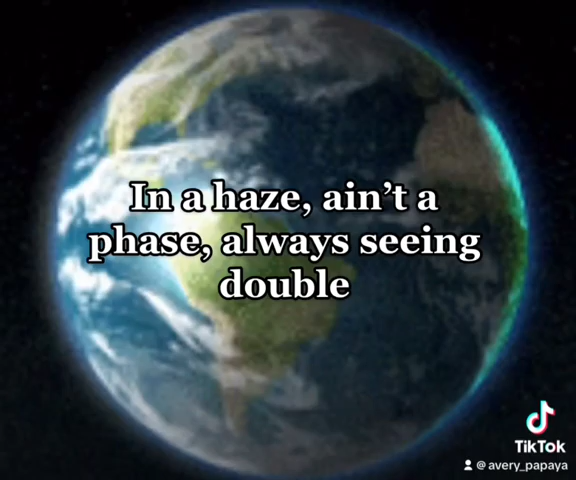 In a haze, ain’t a
phase, always seeing
double
TikTok
@avery_papaya